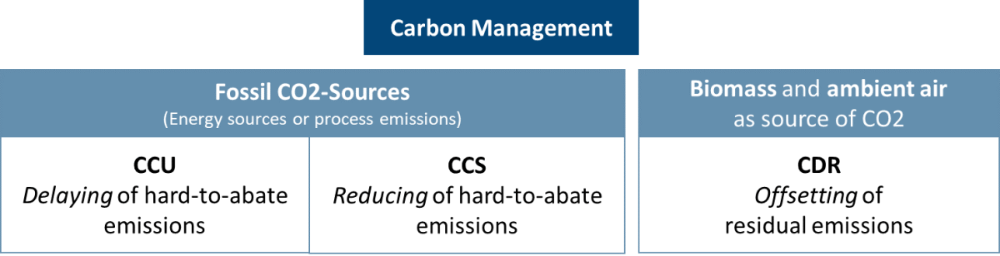 Carbon Management
Fossil CO2-Sources
(Energy sources or process emissions)
Biomass and ambient air
as source of CO2
CCU
Delaying of hard-to-abate
emissions
CCS
Reducing of hard-to-abate
emissions
CDR
Offsetting of
residual emissions